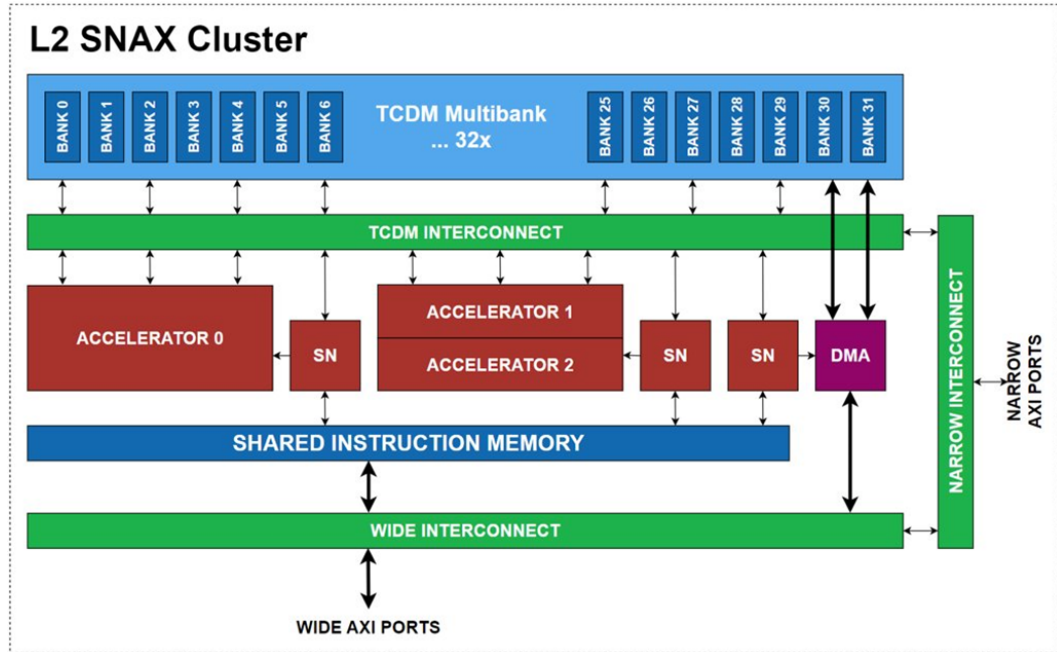 L2 SNAX Cluster
BANK 0
BANK 1
BANK 2
BANK 3
BANK 4
BANK 5
BANK 6
TCDM Multibank
... 32x
BANK 25
BANK 26
BANK 27
BANK 28
BANK 29
BANK 30
BANK 31
TCDM INTERCONNECT
ACCELERATOR 0
SN
ACCELERATOR 1
ACCELERATOR 2
SN
SN
DMA
NARROW INTERCONNECT
NARROW
AXI PORTS
SHARED INSTRUCTION MEMORY
WIDE INTERCONNECT
WIDE AXI PORTS